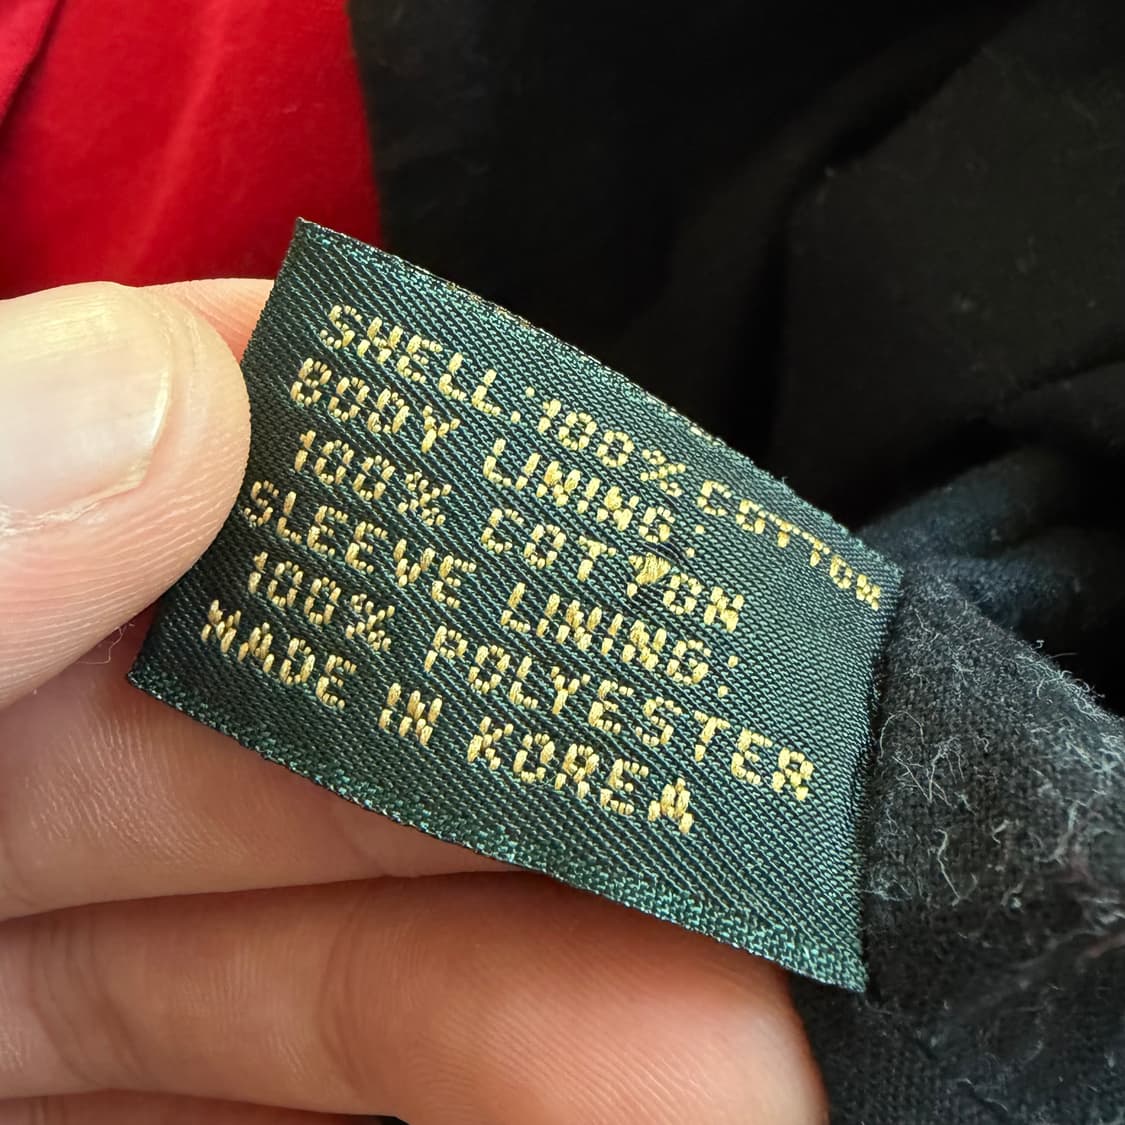 SHELL:100% COTTON
BODY LINING:
100% COTTON
SLEEVE LINING:
100% POLYESTER
MADE IN KOREA